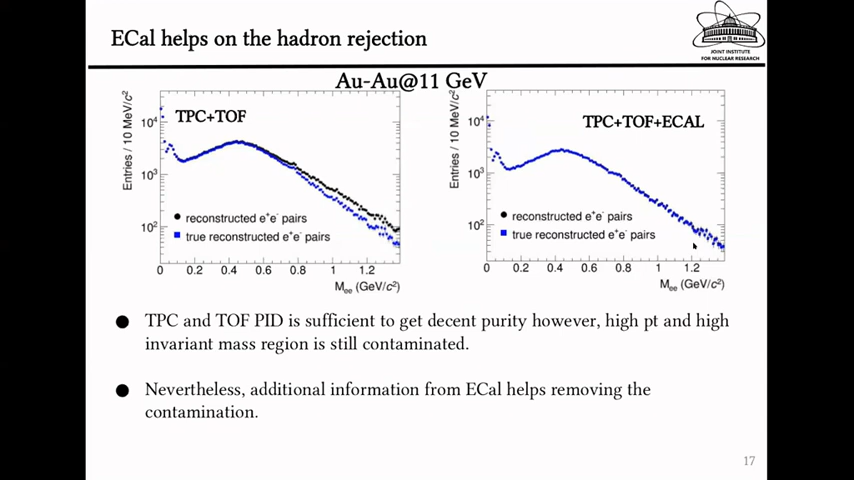 ECal helps on the hadron rejection
JOINT INSTITUTE
FOR NUCLEAR RESEARCH
Au-Au@11 GeV
TPC+TOF
Entries / 10 MeV/c²
10⁴
10³
10²
reconstructed e⁺e⁻ pairs
true reconstructed e⁺e⁻ pairs
0 0.2 0.4 0.6 0.8 1 1.2
Mₑₑ (GeV/c²)
TPC+TOF+ECAL
Entries / 10 MeV/c²
10⁴
10³
10²
reconstructed e⁺e⁻ pairs
true reconstructed e⁺e⁻ pairs
0 0.2 0.4 0.6 0.8 1 1.2
Mₑₑ (GeV/c²)
● TPC and TOF PID is sufficient to get decent purity however, high pt and high
invariant mass region is still contaminated.
● Nevertheless, additional information from ECal helps removing the
contamination.
17